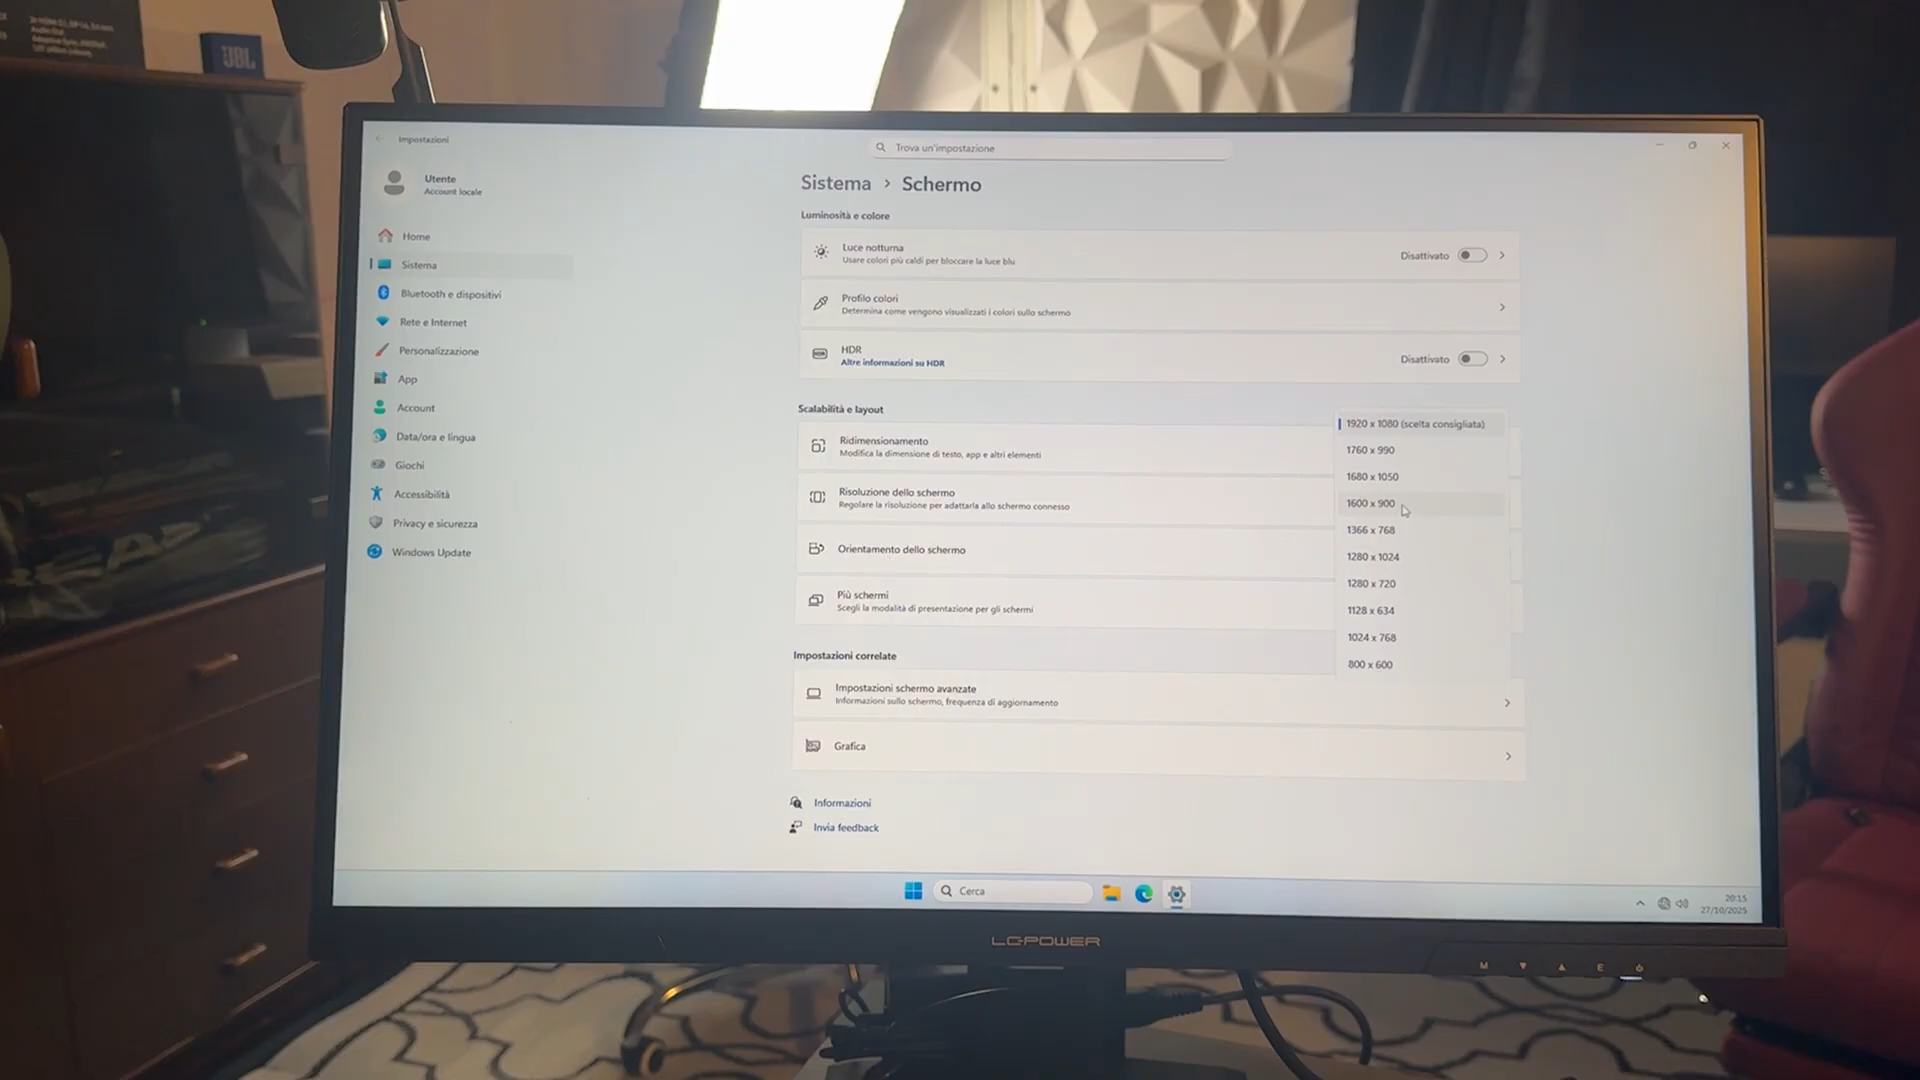 JBL
Impostazioni
Trova un'impostazione
Utente
Account locale
Home
Sistema
Bluetooth e dispositivi
Rete e Internet
Personalizzazione
App
Account
Data/ora e lingua
Giochi
Accessibilità
Privacy e sicurezza
Windows Update
Sistema > Schermo
Luminosità e colore
Luce notturna
Usare colori più caldi per bloccare la luce blu
Disattivato
Profilo colori
Determina come vengono visualizzati i colori sullo schermo
HDR
Altre informazioni su HDR
Disattivato
Scalabilità e layout
Ridimensionamento
Modifica la dimensione di testo, app e altri elementi
Risoluzione dello schermo
Regolare la risoluzione per adattarla allo schermo connesso
Orientamento dello schermo
Più schermi
Scegli la modalità di presentazione per gli schermi
1920 x 1080 (scelta consigliata)
1760 x 990
1680 x 1050
1600 x 900
1366 x 768
1280 x 1024
1280 x 720
1128 x 634
1024 x 768
800 x 600
Impostazioni correlate
Impostazioni schermo avanzate
Informazioni sullo schermo, frequenza di aggiornamento
Grafica
Informazioni
Invia feedback
Cerca
20:15
27/10/2025
LC-POWER
M ▼ ▲ E